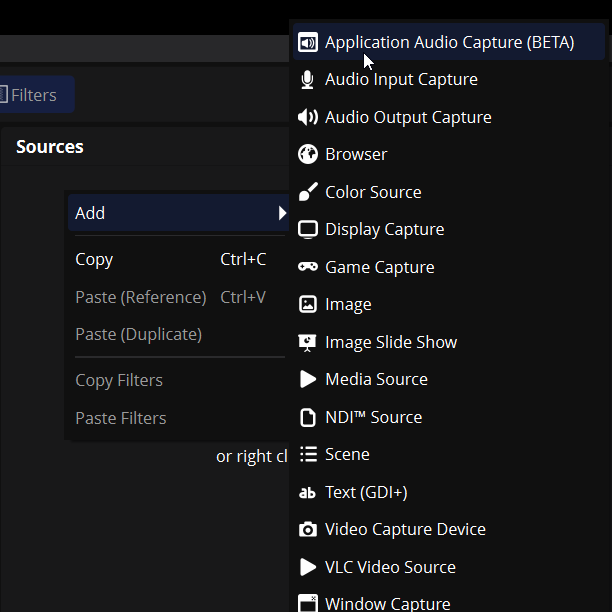 Filters
Sources
Add
Copy Ctrl+C
Paste (Reference) Ctrl+V
Paste (Duplicate)
Copy Filters
Paste Filters
or right cl
Application Audio Capture (BETA)
Audio Input Capture
Audio Output Capture
Browser
Color Source
Display Capture
Game Capture
Image
Image Slide Show
Media Source
NDI™ Source
Scene
ab Text (GDI+)
Video Capture Device
VLC Video Source
Window Capture